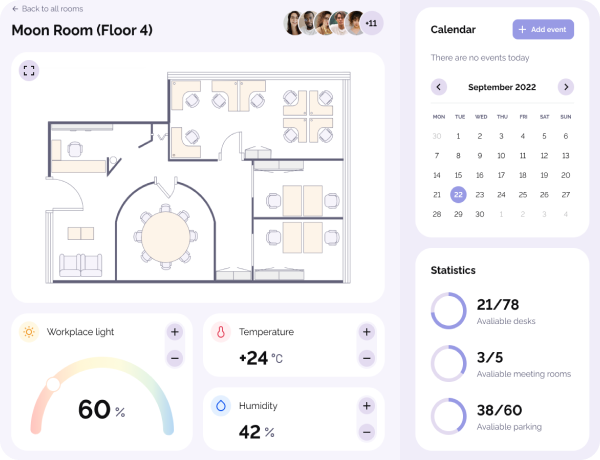 ← Back to all rooms
Moon Room (Floor 4)
+11
Workplace light
60 %
Temperature
+24 °C
Humidity
42 %
Calendar
+ Add event
There are no events today
September 2022
MON TUE WED THU FRI SAT SUN
30 1 2 3 4 5 6
7 8 9 10 11 12 13
14 15 16 17 18 19 20
21 22 23 24 25 26 27
28 29 30 1 2 3 4
Statistics
21/78
Avaliable desks
3/5
Avaliable meeting rooms
38/60
Avaliable parking